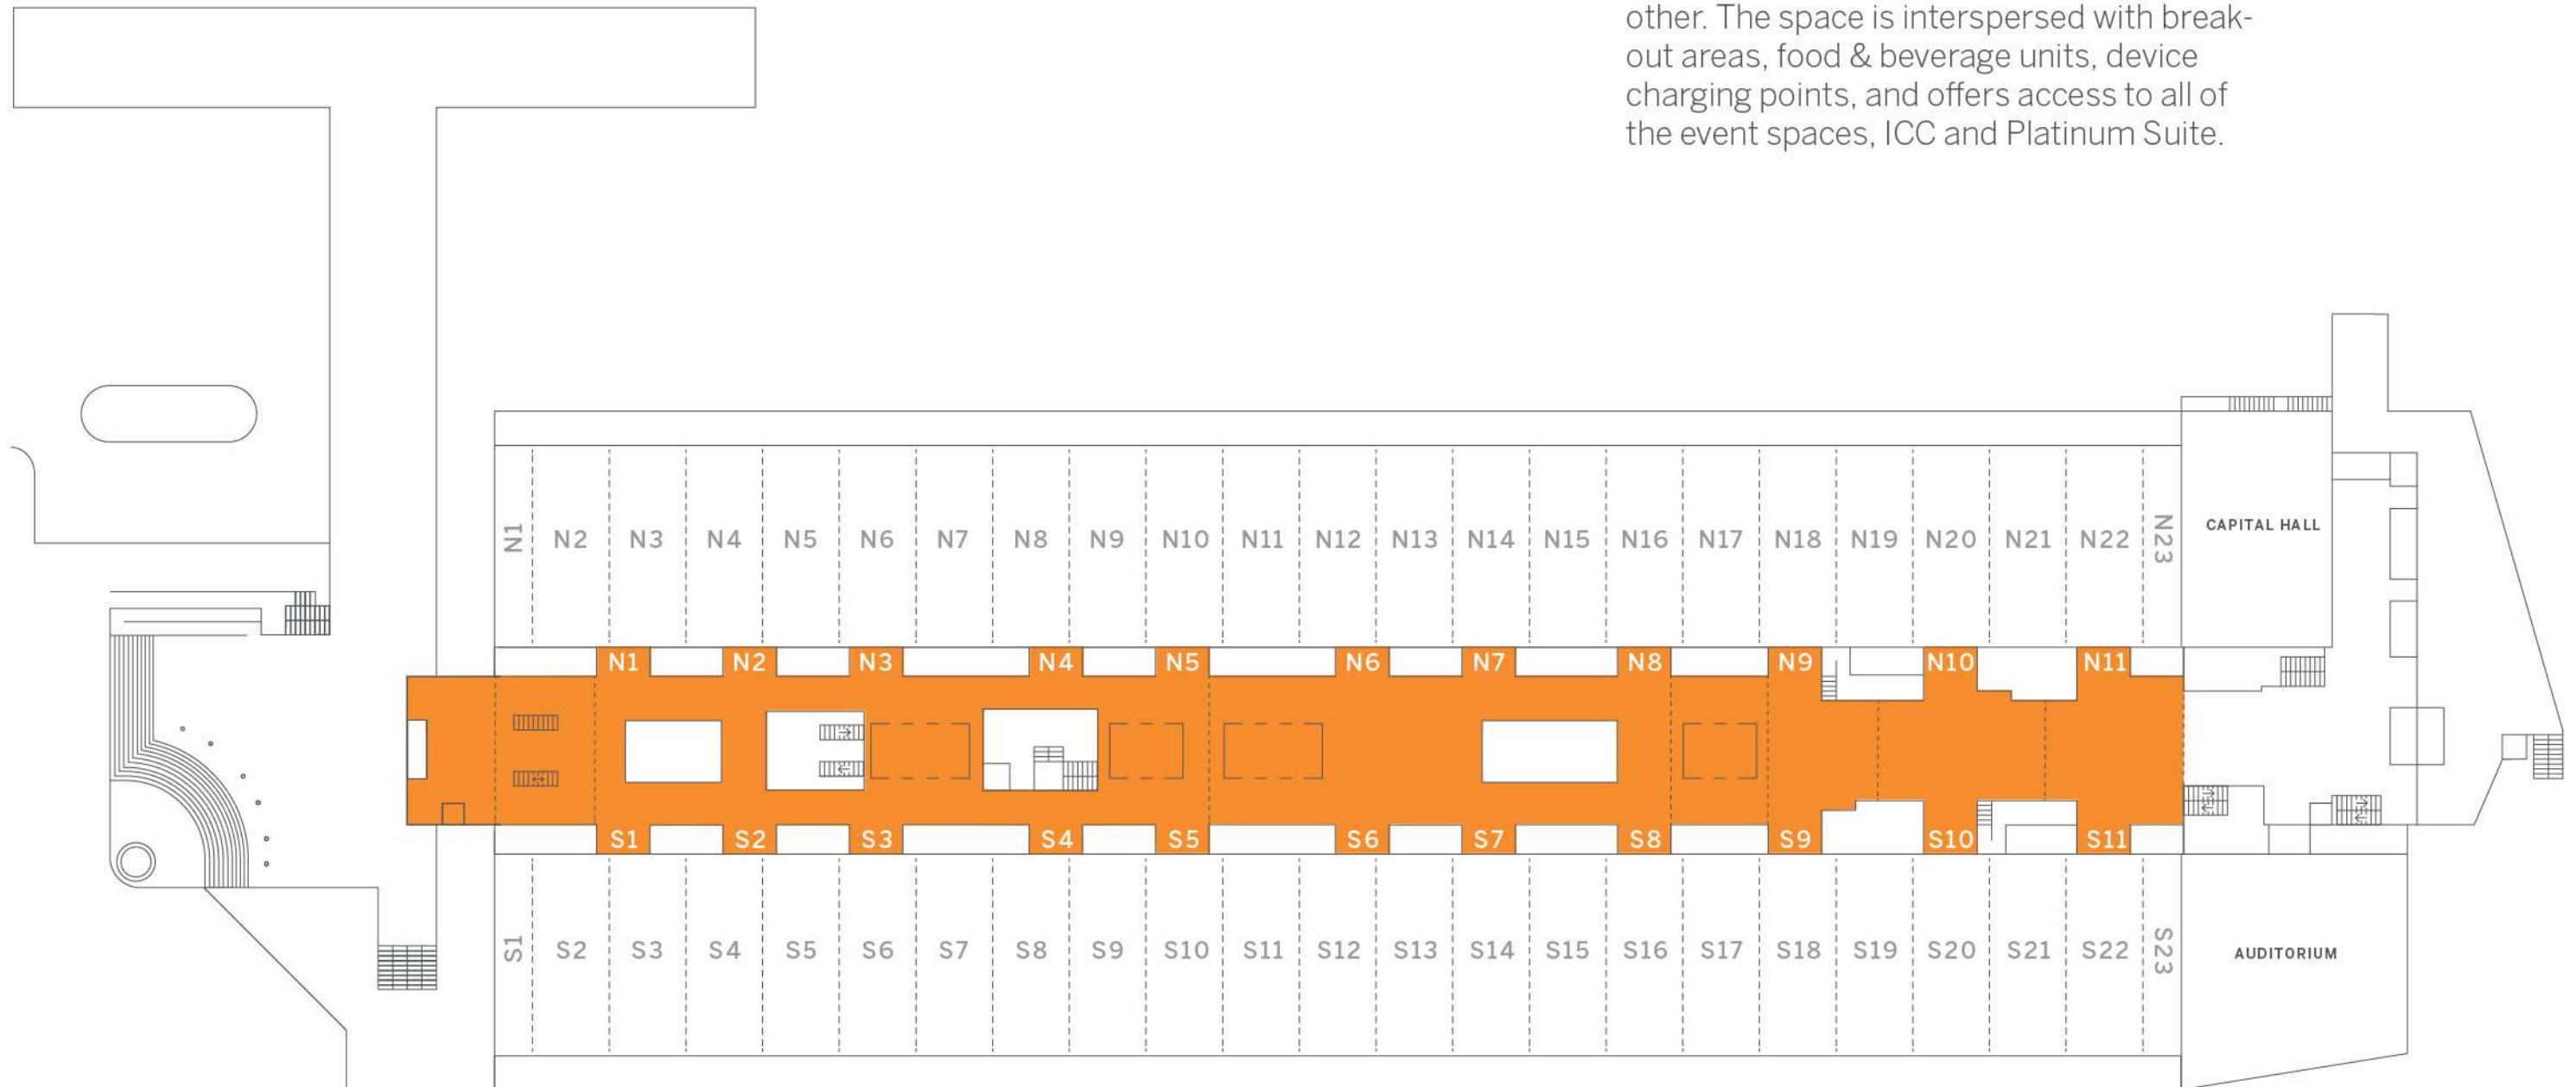 other. The space is interspersed with break-
out areas, food & beverage units, device
charging points, and offers access to all of
the event spaces, ICC and Platinum Suite.
N1 N2 N3 N4 N5 N6 N7 N8 N9 N10 N11 N12 N13 N14 N15 N16 N17 N18 N19 N20 N21 N22 N23
CAPITAL HALL
N1 N2 N3 N4 N5 N6 N7 N8 N9 N10 N11
S1 S2 S3 S4 S5 S6 S7 S8 S9 S10 S11
S1 S2 S3 S4 S5 S6 S7 S8 S9 S10 S11 S12 S13 S14 S15 S16 S17 S18 S19 S20 S21 S22 S23
AUDITORIUM